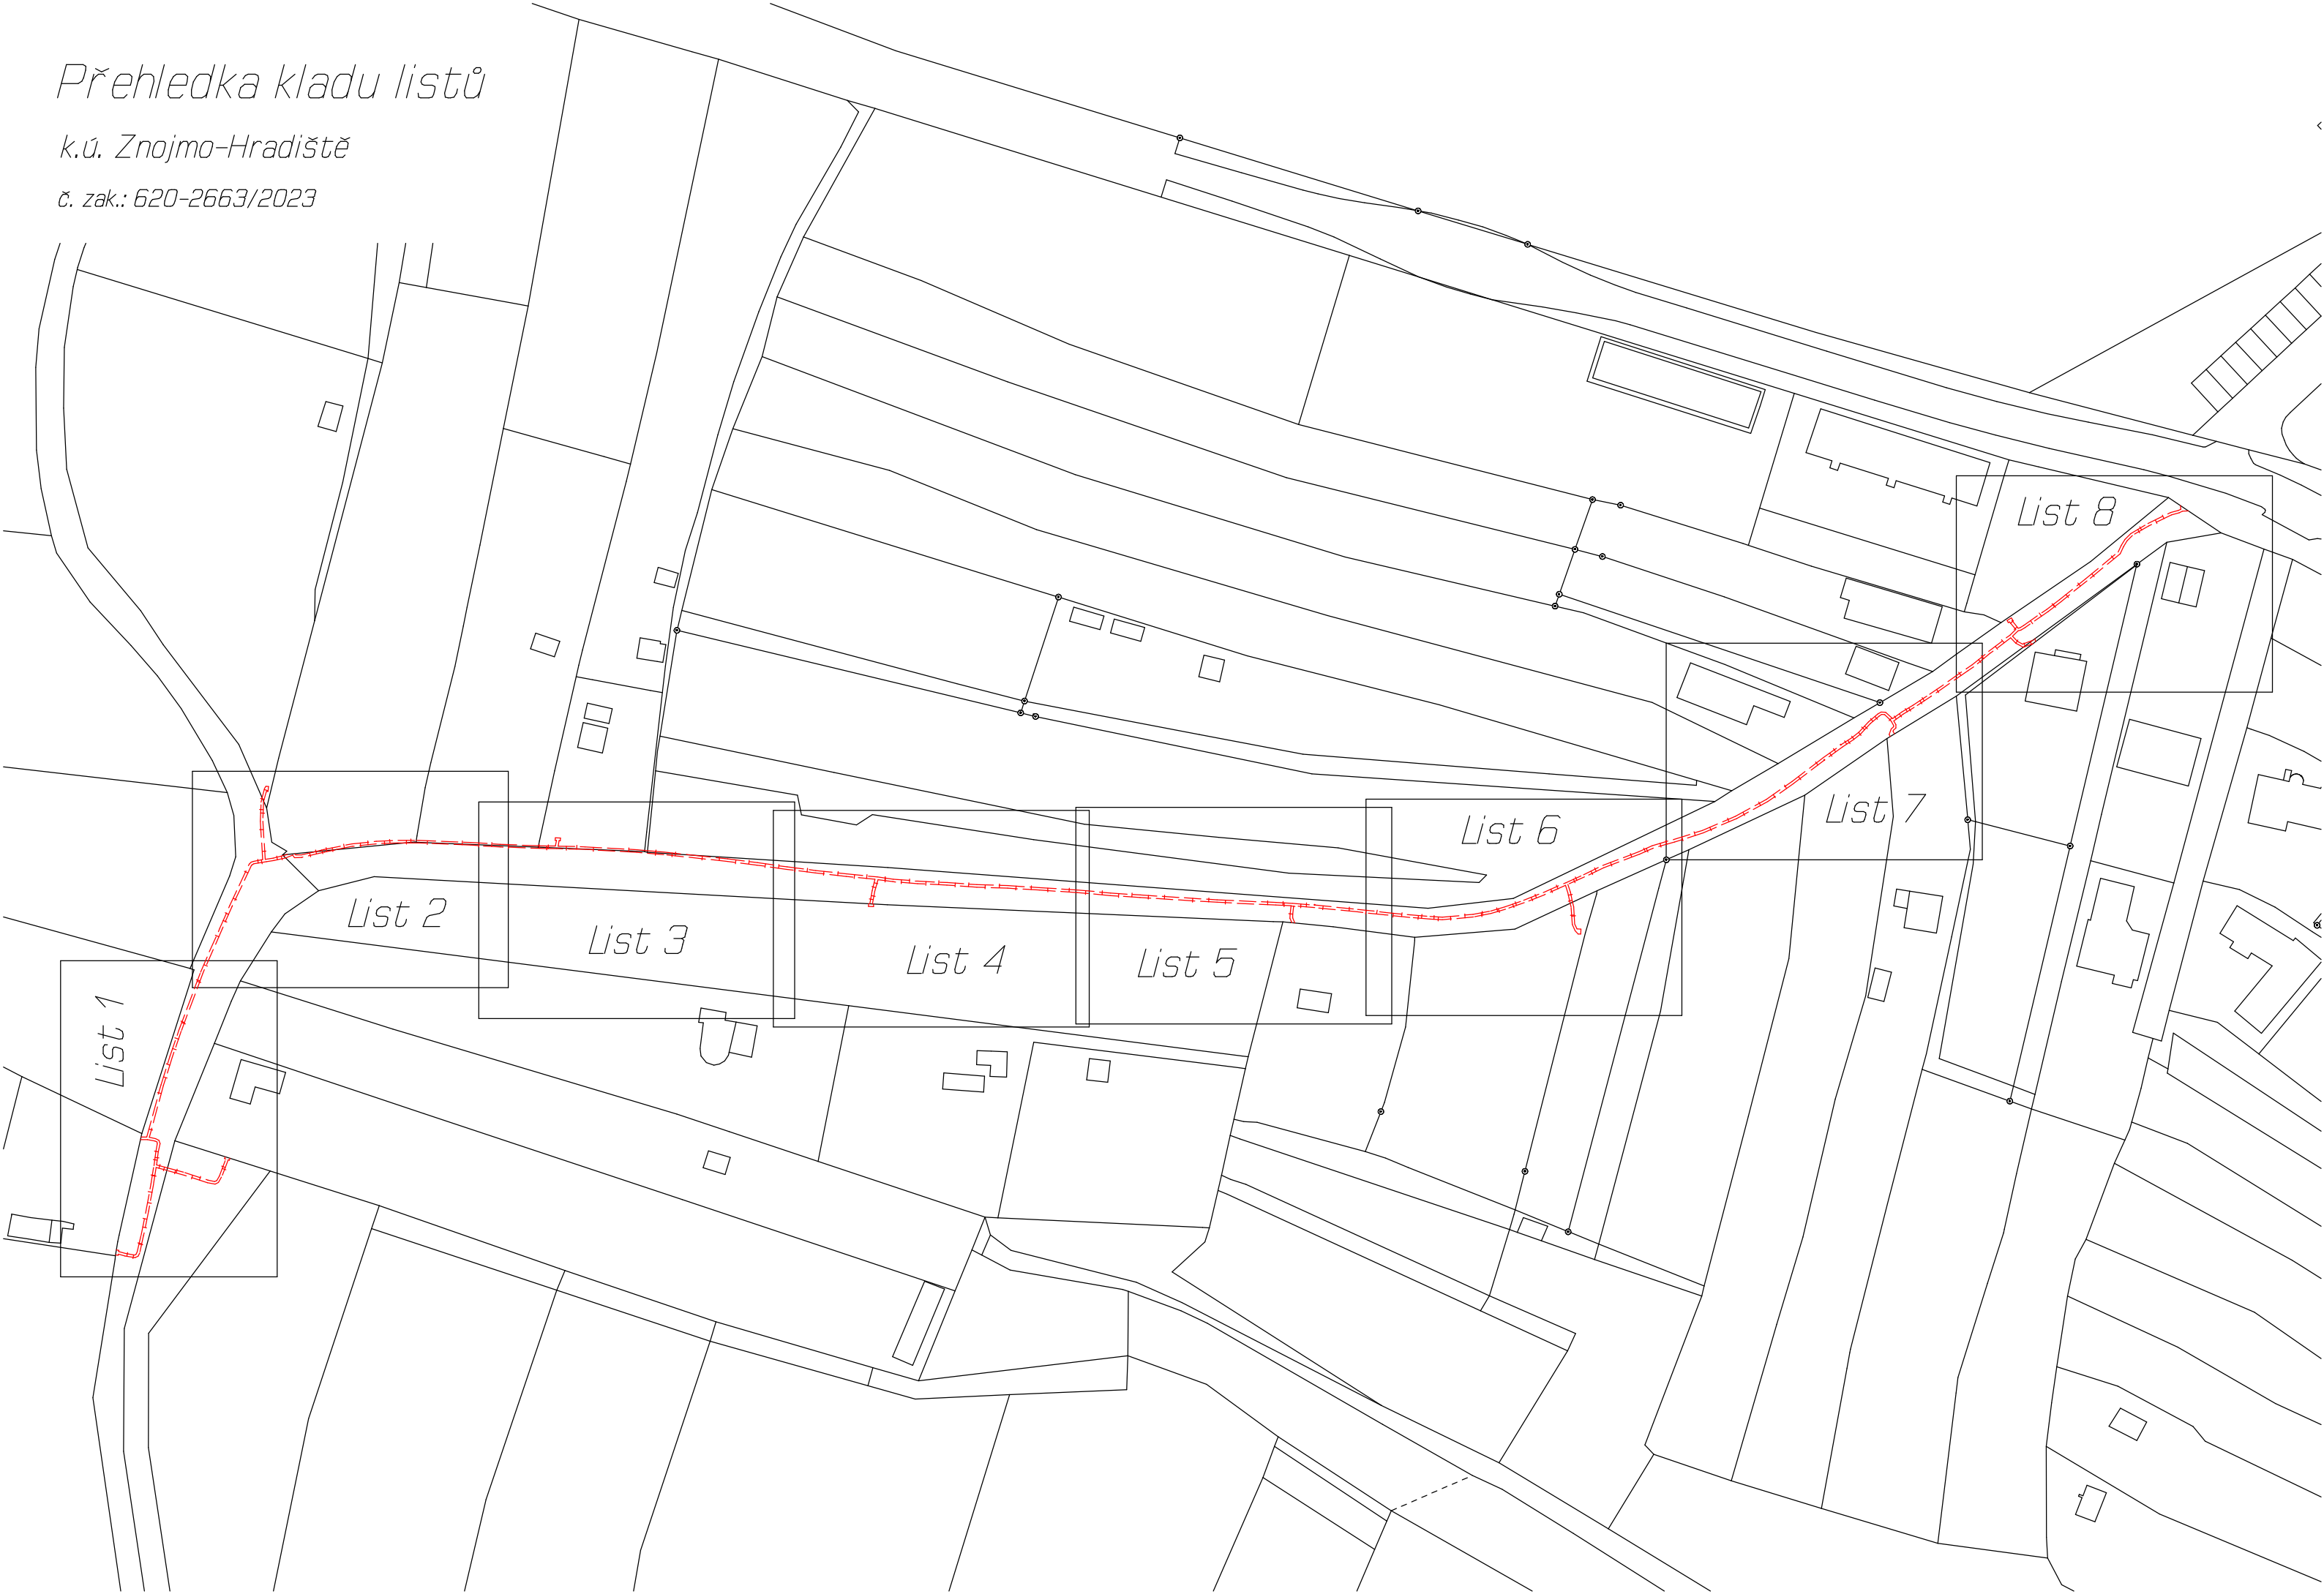 Přehledka kladu listů
k.ú. Znojmo-Hradiště
č. zak.: 620-2663/2023
List 8
List 7
List 6
List 2
List 3
List 4
List 5
List 1